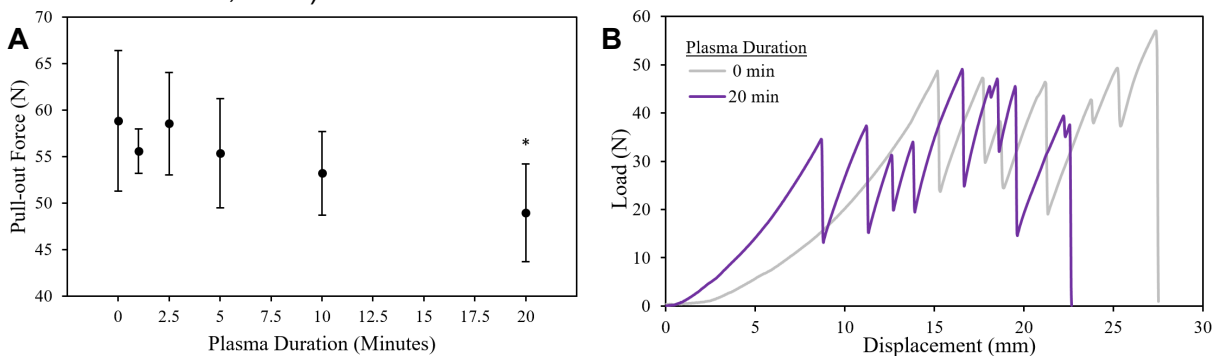 A
70
65
60
55
50
45
40
Pull-out Force (N)
*
0 2.5 5 7.5 10 12.5 15 17.5 20
Plasma Duration (Minutes)
B
60
50
40
30
20
10
0
Load (N)
Plasma Duration
0 min
20 min
0 5 10 15 20 25 30
Displacement (mm)